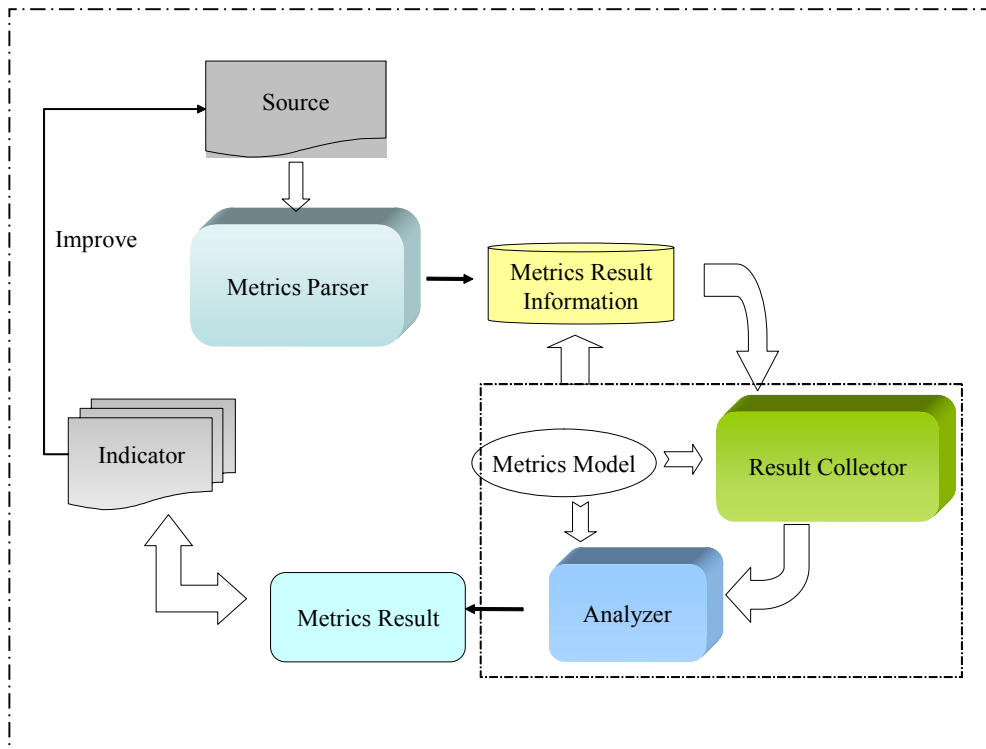 Source
Improve
Metrics Parser
Metrics Result
Information
Indicator
Metrics Model
Result Collector
Metrics Result
Analyzer